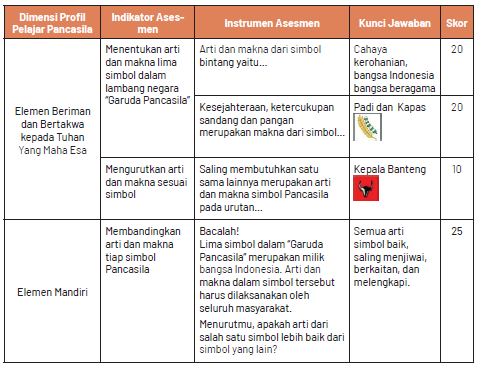 Dimensi Profil
Pelajar Pancasila
Indikator Ases-
men
Instrumen Asesmen
Kunci Jawaban
Skor
Elemen Beriman
dan Bertakwa
kepada Tuhan
Yang Maha Esa
Menentukan arti
dan makna lima
simbol dalam
lambang negara
"Garuda Pancasila"
Arti dan makna dari simbol
bintang yaitu...
Cahaya
kerohanian,
bangsa Indonesia
bangsa beragama
20
Kesejahteraan, ketercukupan
sandang dan pangan
merupakan makna dari simbol...
Padi dan Kapas
20
Mengurutkan arti
dan makna sesuai
simbol
Saling membutuhkan satu
sama lainnya merupakan arti
dan makna simbol Pancasila
pada urutan...
Kepala Banteng
10
Elemen Mandiri
Membandingkan
arti dan makna
tiap simbol
Pancasila
Bacalah!
Lima simbol dalam "Garuda
Pancasila" merupakan milik
bangsa Indonesia. Arti dan
makna dalam simbol tersebut
harus dilaksanakan oleh
seluruh masyarakat.
Menurutmu, apakah arti dari
salah satu simbol lebih baik dari
simbol yang lain?
Semua arti
simbol baik,
saling menjiwai,
berkaitan, dan
melengkapi.
25